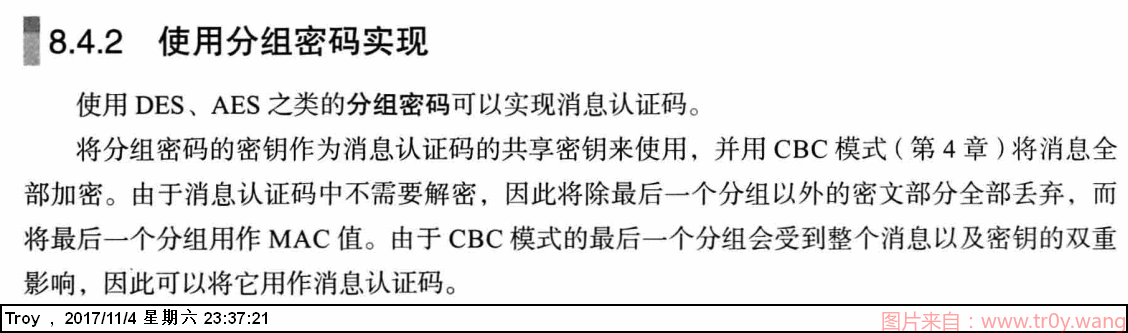 8.4.2 使用分组密码实现
使用 DES、AES 之类的分组密码可以实现消息认证码。
将分组密码的密钥作为消息认证码的共享密钥来使用，并用 CBC 模式（第 4 章）将消息全
部加密。由于消息认证码中不需要解密，因此将除最后一个分组以外的密文部分全部丢弃，而
将最后一个分组用作 MAC 值。由于 CBC 模式的最后一个分组会受到整个消息以及密钥的双重
影响，因此可以将它用作消息认证码。
Troy , 2017/11/4 星期六 23:37:21
图片来自：www.tr0y.wang